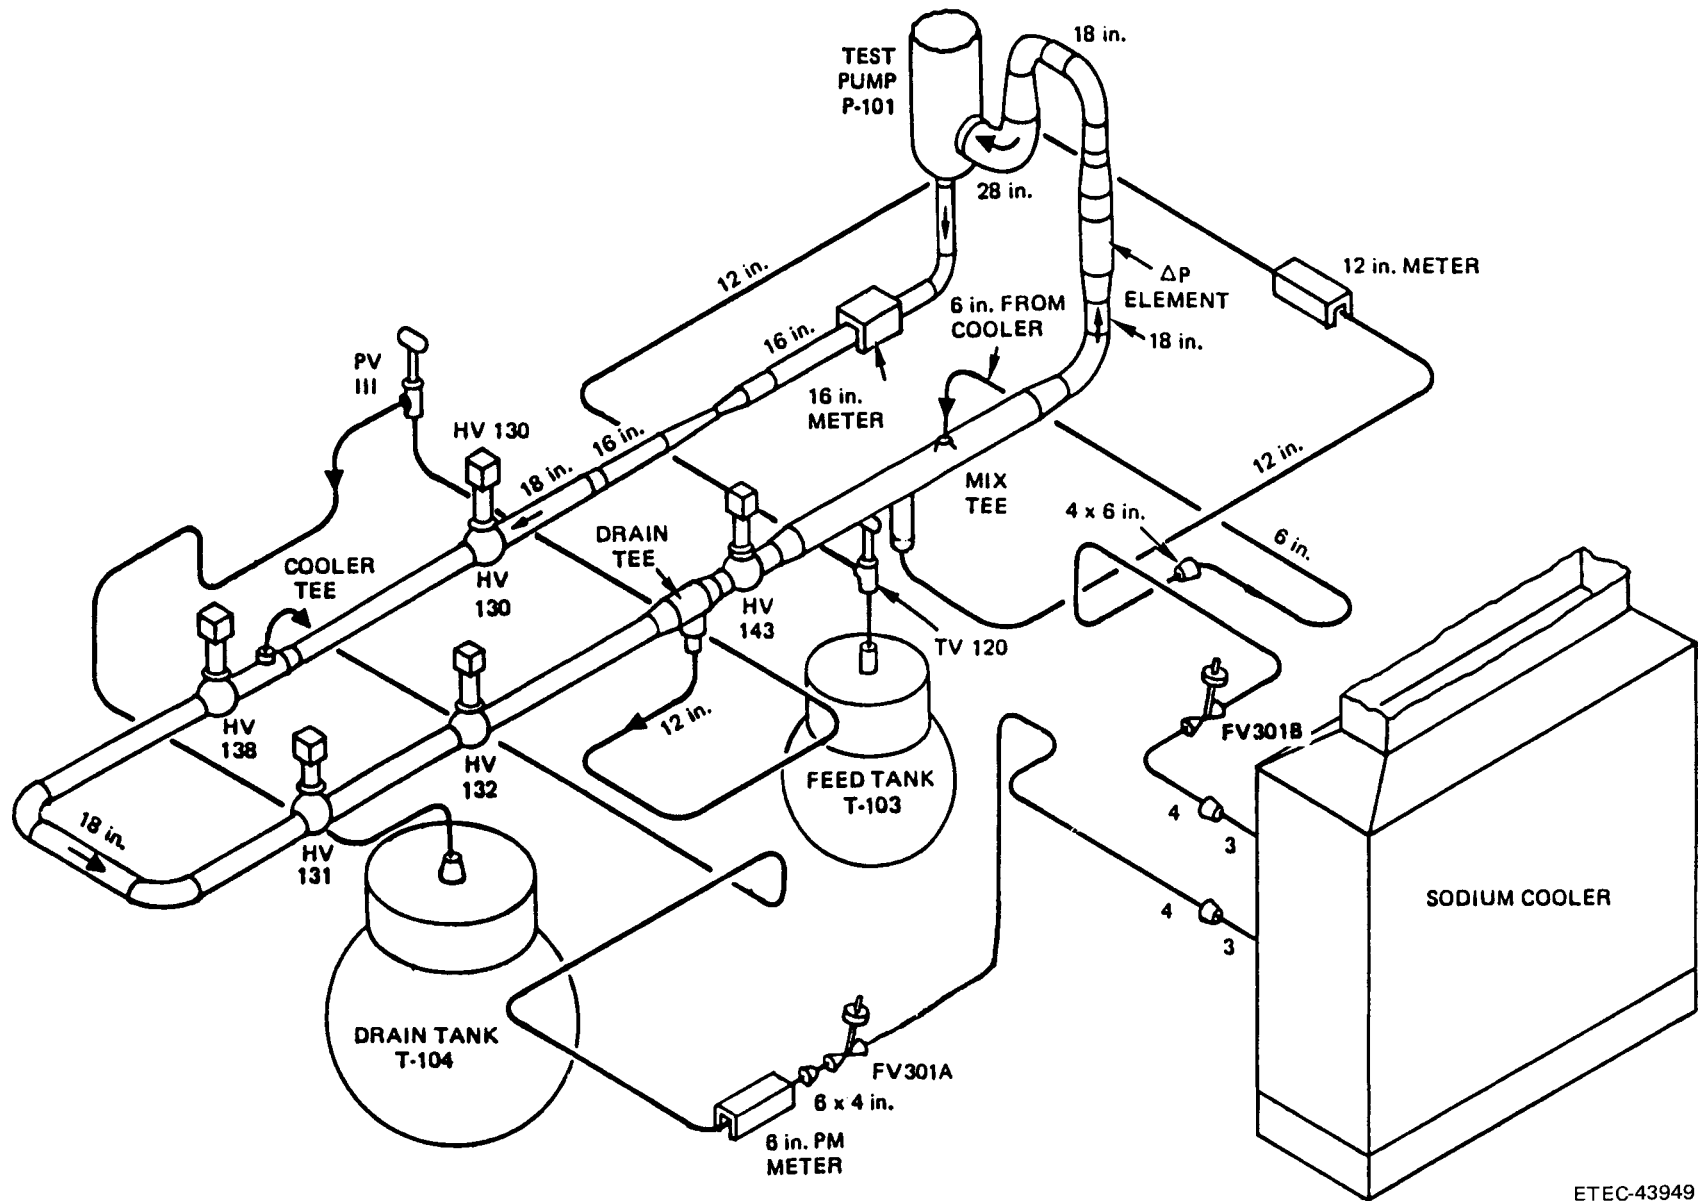 18 in.
TEST
PUMP
P-101
28 in.
12 in.
12 in. METER
ΔP
ELEMENT
6 in. FROM
COOLER
18 in.
16 in.
PV
III
16 in.
METER
HV 130
16 in.
18 in.
12 in.
MIX
TEE
4 x 6 in.
DRAIN
TEE
6 in.
COOLER
TEE
HV
130
HV
143
TV 120
12 in.
FV301B
HV
138
HV
132
FEED TANK
T-103
4
3
18 in.
HV
131
4
3
SODIUM COOLER
DRAIN TANK
T-104
FV301A
6 x 4 in.
6 in. PM
METER
ETEC-43949